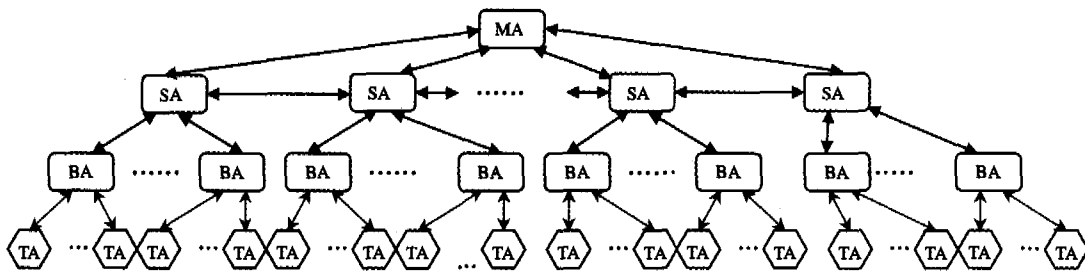 MA
SA SA ...... SA SA
BA ...... BA BA ...... BA BA ...... BA BA ...... BA
TA ... TA TA ... TA TA ... TA TA ... TA TA ... TA TA ... TA TA ... TA TA ... TA